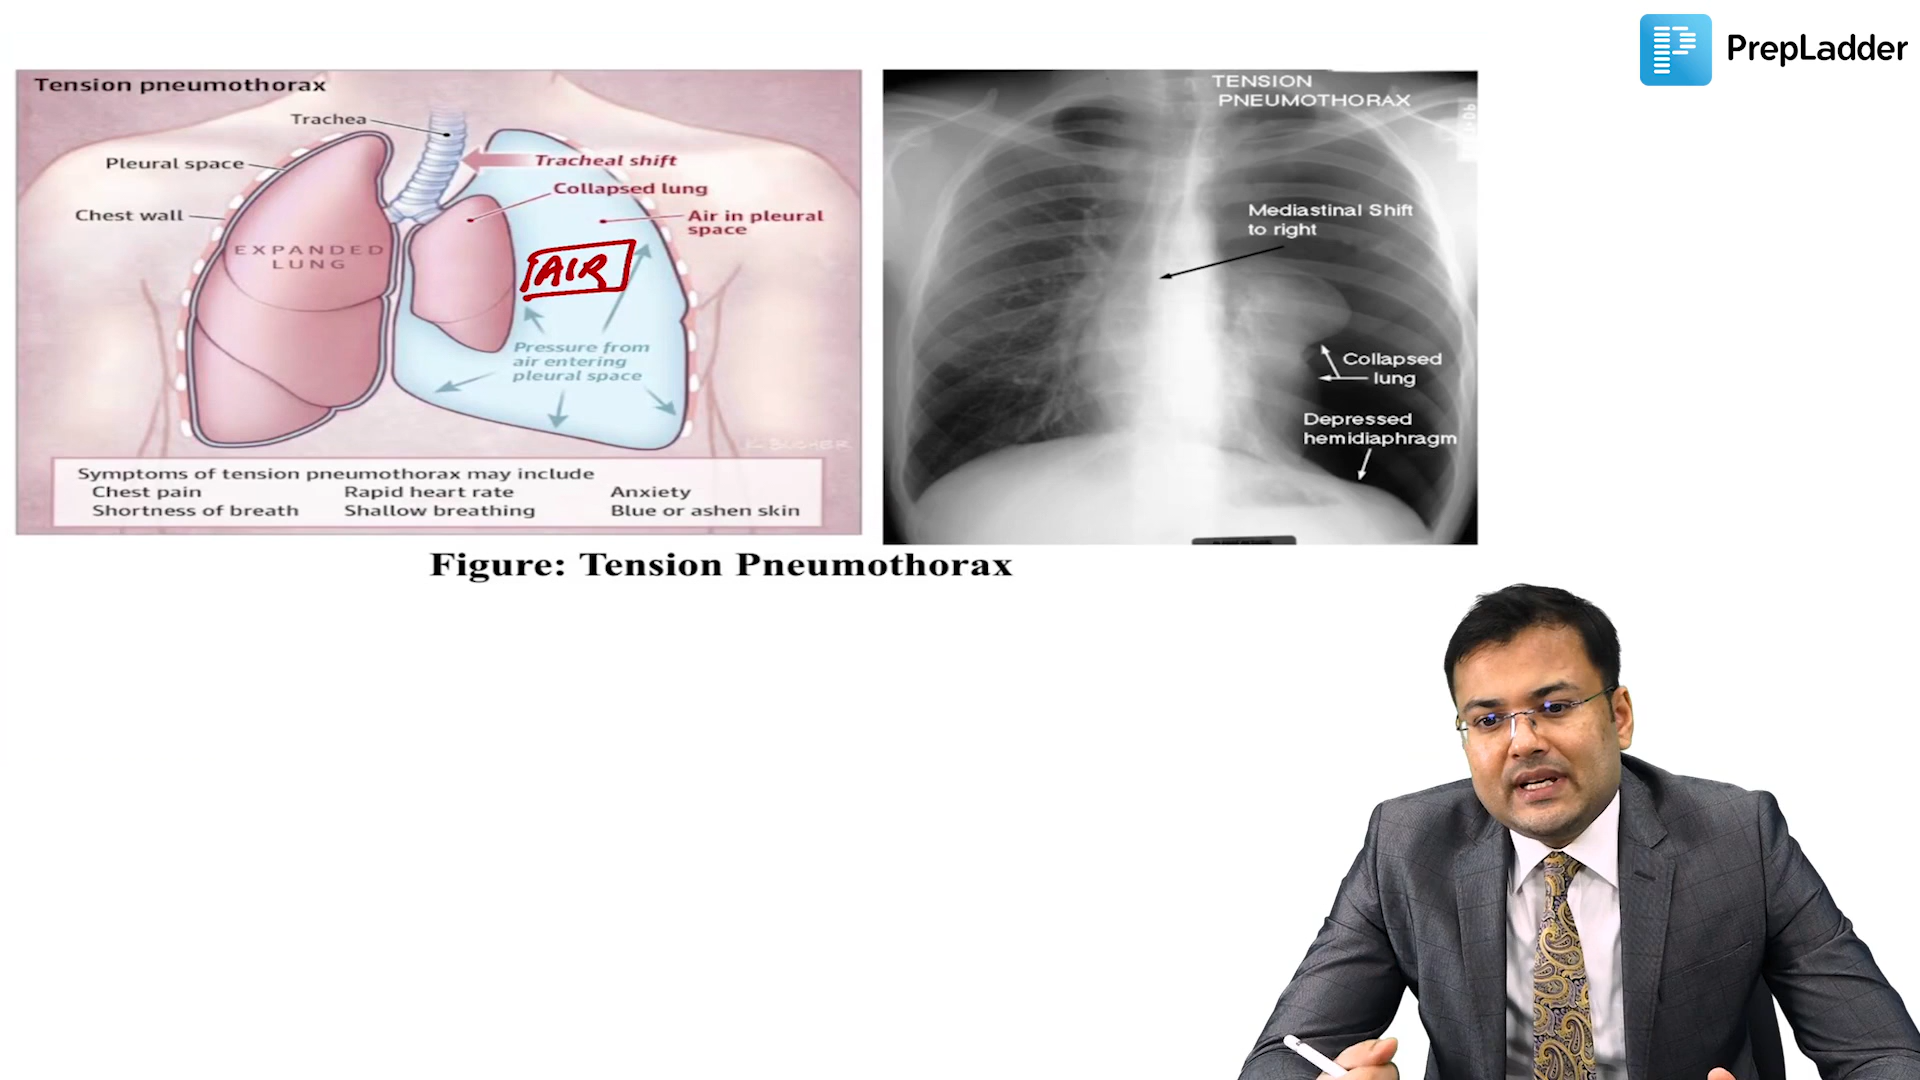 PrepLadder
Tension pneumothorax
Trachea
Pleural space
Tracheal shift
Collapsed lung
Chest wall
Air in pleural
space
EXPANDED
LUNG
AIR
Pressure from
air entering
pleural space
K. BUCHER
Symptoms of tension pneumothorax may include
Chest pain
Rapid heart rate
Anxiety
Shortness of breath
Shallow breathing
Blue or ashen skin
TENSION
PNEUMOTHORAX
Mediastinal Shift
to right
Collapsed
lung
Depressed
hemidiaphragm
Figure: Tension Pneumothorax